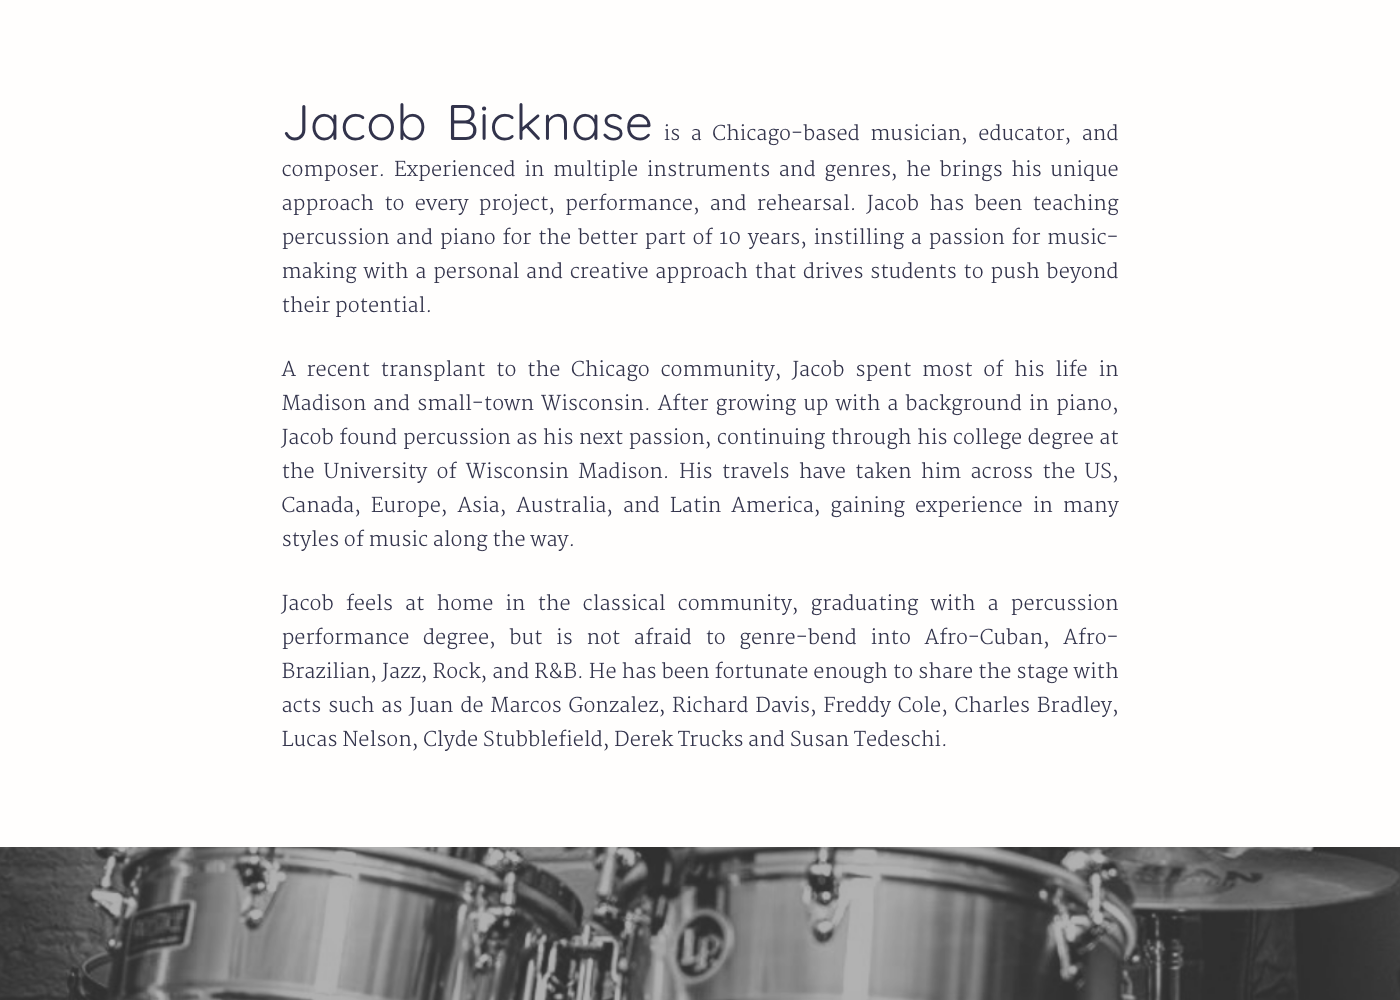 Jacob Bicknase is a Chicago-based musician, educator, and
composer. Experienced in multiple instruments and genres, he brings his unique
approach to every project, performance, and rehearsal. Jacob has been teaching
percussion and piano for the better part of 10 years, instilling a passion for music-
making with a personal and creative approach that drives students to push beyond
their potential.
A recent transplant to the Chicago community, Jacob spent most of his life in
Madison and small-town Wisconsin. After growing up with a background in piano,
Jacob found percussion as his next passion, continuing through his college degree at
the University of Wisconsin Madison. His travels have taken him across the US,
Canada, Europe, Asia, Australia, and Latin America, gaining experience in many
styles of music along the way.
Jacob feels at home in the classical community, graduating with a percussion
performance degree, but is not afraid to genre-bend into Afro-Cuban, Afro-
Brazilian, Jazz, Rock, and R&B. He has been fortunate enough to share the stage with
acts such as Juan de Marcos Gonzalez, Richard Davis, Freddy Cole, Charles Bradley,
Lucas Nelson, Clyde Stubblefield, Derek Trucks and Susan Tedeschi.
LP